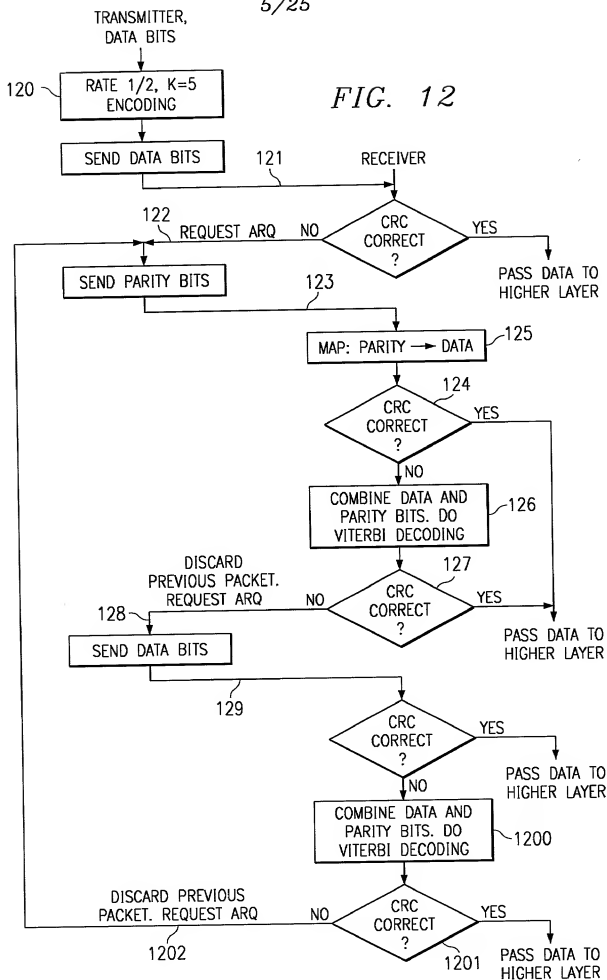 5/25
TRANSMITTER,
DATA BITS
120
RATE 1/2, K=5
ENCODING
FIG. 12
SEND DATA BITS
121
RECEIVER
122
REQUEST ARQ
NO
CRC
CORRECT
?
YES
PASS DATA TO
HIGHER LAYER
SEND PARITY BITS
123
MAP: PARITY → DATA
125
124
CRC
CORRECT
?
YES
NO
COMBINE DATA AND
PARITY BITS. DO
VITERBI DECODING
126
DISCARD
PREVIOUS PACKET.
REQUEST ARQ
127
NO
CRC
CORRECT
?
YES
128
PASS DATA TO
HIGHER LAYER
SEND DATA BITS
129
CRC
CORRECT
?
YES
PASS DATA TO
HIGHER LAYER
NO
COMBINE DATA AND
PARITY BITS. DO
VITERBI DECODING
1200
DISCARD PREVIOUS
PACKET. REQUEST ARQ
NO
CRC
CORRECT
?
YES
1202
1201
PASS DATA TO
HIGHER LAYER